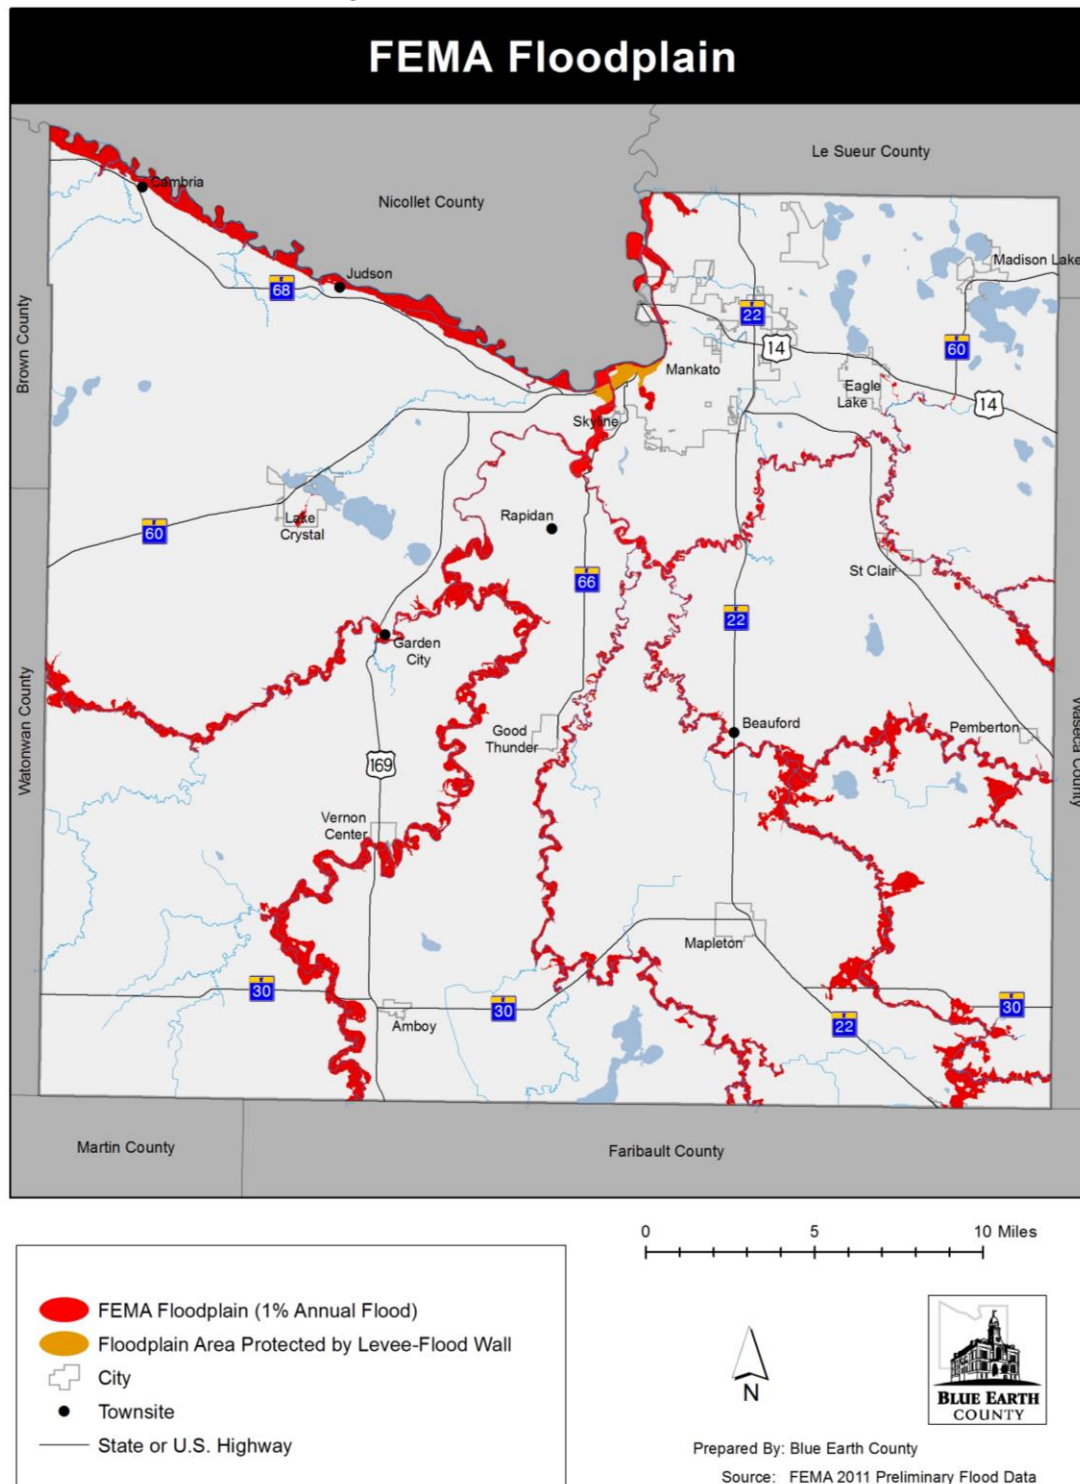 FEMA Floodplain
Le Sueur County
Cambria
Nicollet County
Madison Lake
Judson
68
22
14
60
Brown County
Mankato
Eagle
Lake
14
Skyline
Lake
Crystal
Rapidan
60
66
St Clair
22
Garden
City
Watonwan County
Good
Thunder
Beauford
Pemberton
Waseca County
169
Vernon
Center
Mapleton
30
30
Amboy
22
30
Martin County
Faribault County
0 5 10 Miles
FEMA Floodplain (1% Annual Flood)
Floodplain Area Protected by Levee-Flood Wall
City
Townsite
State or U.S. Highway
N
BLUE EARTH
COUNTY
Prepared By: Blue Earth County
Source: FEMA 2011 Preliminary Flood Data